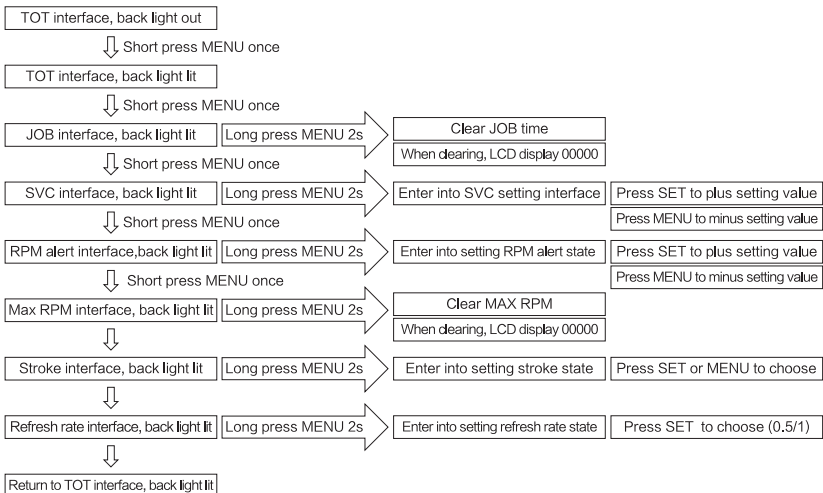 TOT interface, back light out
Short press MENU once
TOT interface, back light lit
Short press MENU once
JOB interface, back light lit
Long press MENU 2s
Clear JOB time
When clearing, LCD display 00000
Short press MENU once
SVC interface, back light lit
Long press MENU 2s
Enter into SVC setting interface
Press SET to plus setting value
Press MENU to minus setting value
Short press MENU once
RPM alert interface,back light lit
Long press MENU 2s
Enter into setting RPM alert state
Press SET to plus setting value
Press MENU to minus setting value
Short press MENU once
Max RPM interface, back light lit
Long press MENU 2s
Clear MAX RPM
When clearing, LCD display 00000
Stroke interface, back light lit
Long press MENU 2s
Enter into setting stroke state
Press SET or MENU to choose
Refresh rate interface, back light lit
Long press MENU 2s
Enter into setting refresh rate state
Press SET to choose (0.5/1)
Return to TOT interface, back light lit